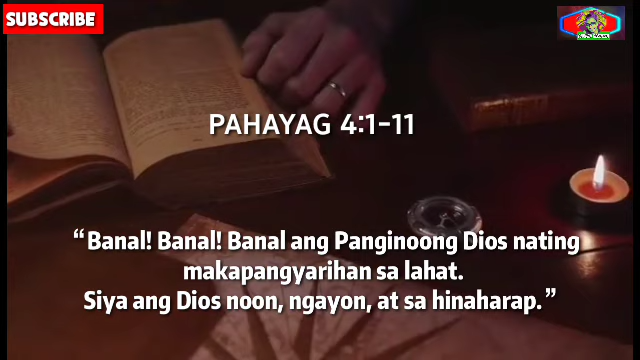 SUBSCRIBE
PAHAYAG 4:1-11
“Banal! Banal! Banal ang Panginoong Dios nating
makapangyarihan sa lahat.
Siya ang Dios noon, ngayon, at sa hinaharap.”